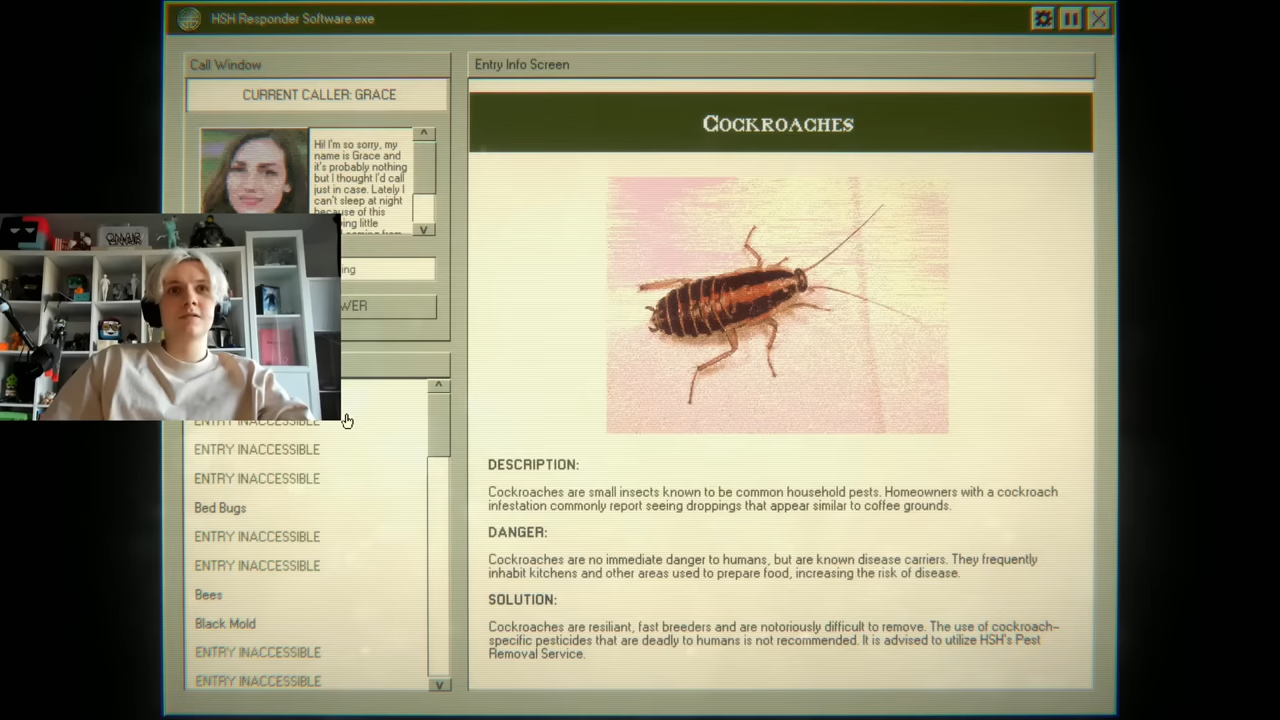 HSH Responder Software.exe
Call Window
CURRENT CALLER: GRACE
Hi! I'm so sorry, my
name is Grace and
it's probably nothing
but I thought I'd call
just in case. Lately I
can't sleep at night
because of this
little
ENTRY INACCESSIBLE
ENTRY INACCESSIBLE
ENTRY INACCESSIBLE
Bed Bugs
ENTRY INACCESSIBLE
ENTRY INACCESSIBLE
Bees
Black Mold
ENTRY INACCESSIBLE
ENTRY INACCESSIBLE
Entry Info Screen
COCKROACHES
DESCRIPTION:
Cockroaches are small insects known to be common household pests. Homeowners with a cockroach
infestation commonly report seeing droppings that appear similar to coffee grounds.
DANGER:
Cockroaches are no immediate danger to humans, but are known disease carriers. They frequently
inhabit kitchens and other areas used to prepare food, increasing the risk of disease.
SOLUTION:
Cockroaches are resiliant, fast breeders and are notoriously difficult to remove. The use of cockroach-
specific pesticides that are deadly to humans is not recommended. It is advised to utilize HSH's Pest
Removal Service.